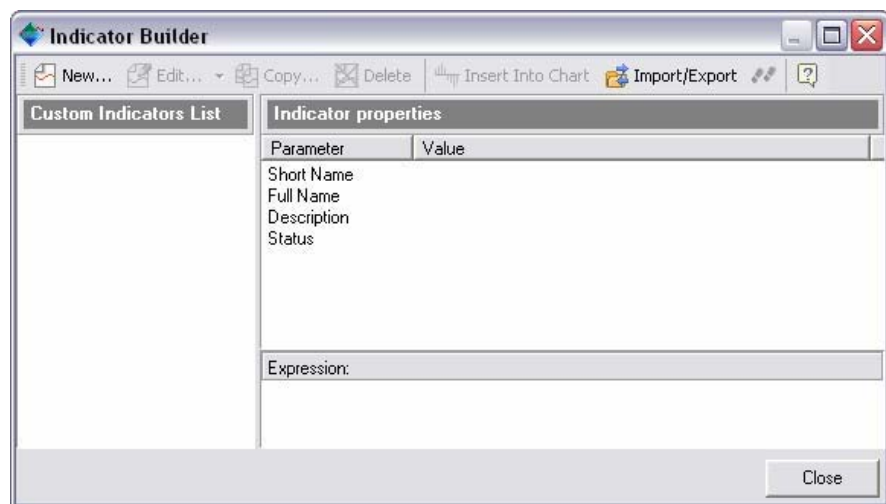 Indicator Builder
New... Edit... Copy... Delete Insert Into Chart Import/Export
Custom Indicators List Indicator properties
Parameter Value
Short Name
Full Name
Description
Status
Expression:
Close